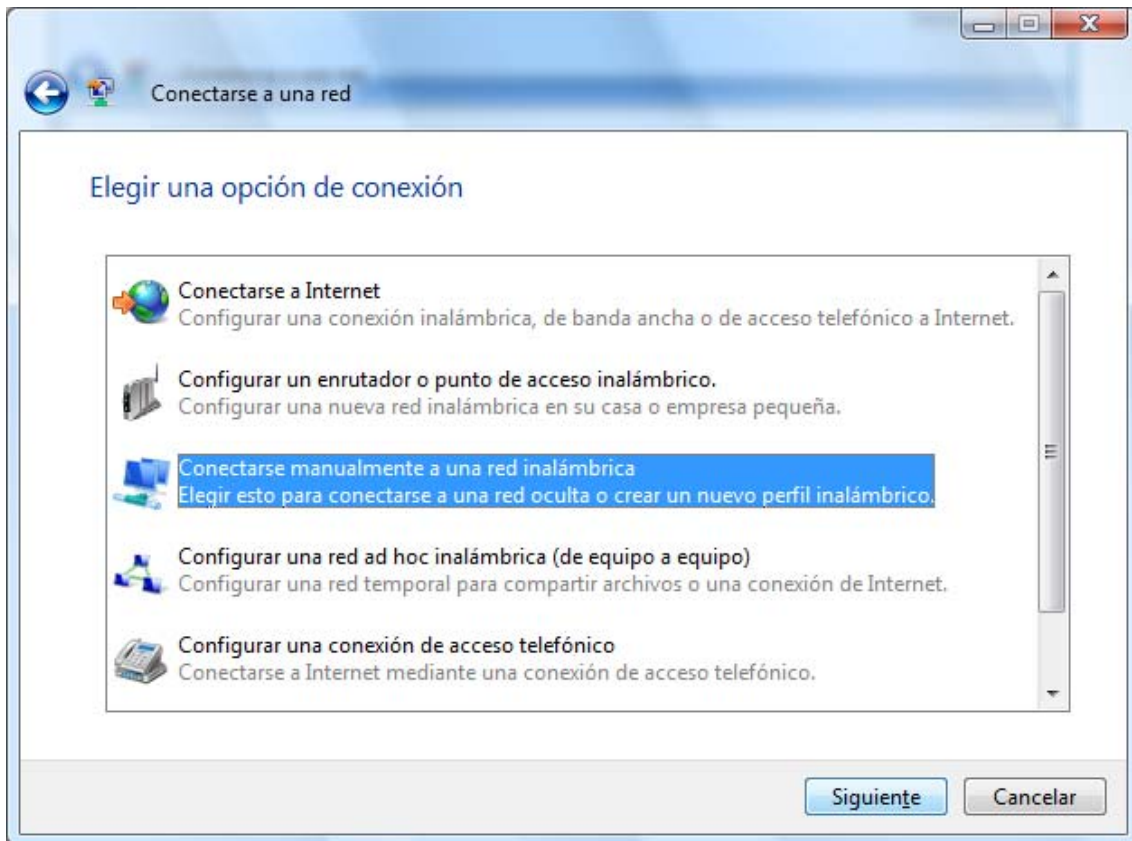 Conectarse a una red
Elegir una opción de conexión
Conectarse a Internet
Configurar una conexión inalámbrica, de banda ancha o de acceso telefónico a Internet.
Configurar un enrutador o punto de acceso inalámbrico.
Configurar una nueva red inalámbrica en su casa o empresa pequeña.
Conectarse manualmente a una red inalámbrica
Elegir esto para conectarse a una red oculta o crear un nuevo perfil inalámbrico.
Configurar una red ad hoc inalámbrica (de equipo a equipo)
Configurar una red temporal para compartir archivos o una conexión de Internet.
Configurar una conexión de acceso telefónico
Conectarse a Internet mediante una conexión de acceso telefónico.
Siguiente Cancelar